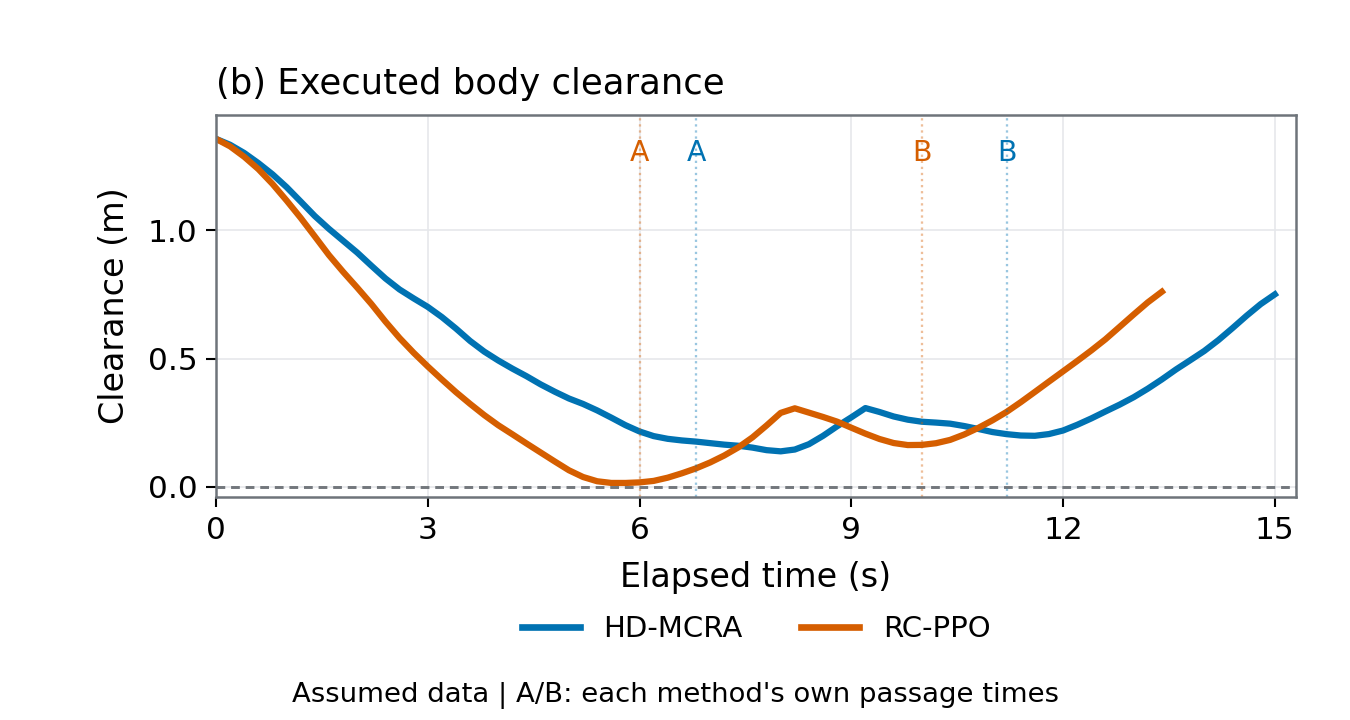 (b) Executed body clearance
A A B B
Clearance (m)
1.0
0.5
0.0
0 3 6 9 12 15
Elapsed time (s)
HD-MCRA RC-PPO
Assumed data | A/B: each method's own passage times